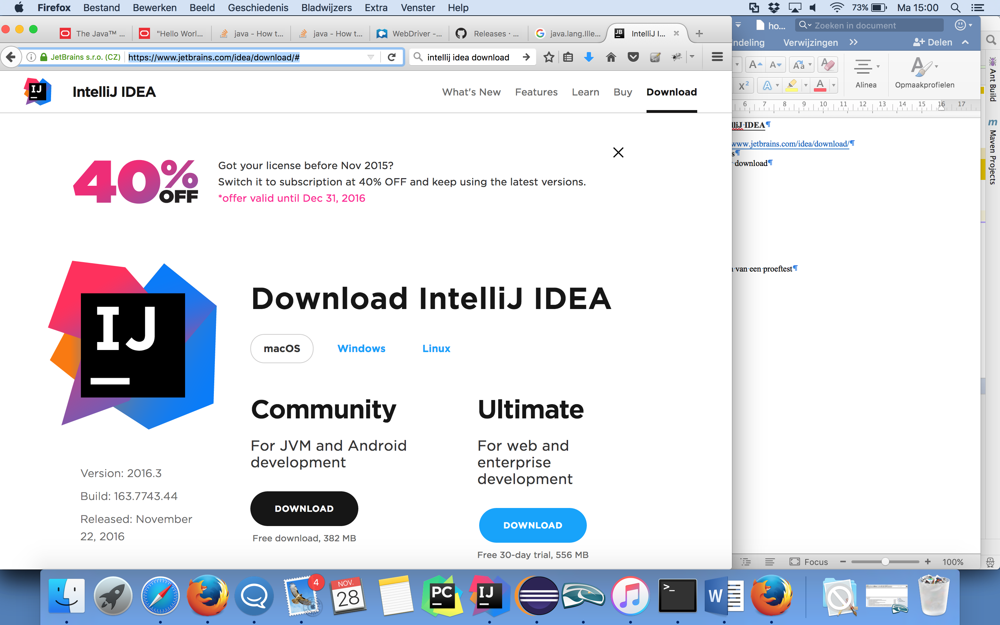 Firefox Bestand Bewerken Beeld Geschiedenis Bladwijzers Extra Venster Help 73% Ma 15:00
The Java™ ... "Hello Worl... java - How t... java - How t... WebDriver -... Releases · ... java.lang.Ille... JB IntelliJ I...
ho... Zoeken in document
ndeling Verwijzingen Delen
JetBrains s.r.o. (CZ) https://www.jetbrains.com/idea/download/# intellij idea download
Alinea Opmaakprofielen
Ant Build
Maven Projects
IJ IntelliJ IDEA What's New Features Learn Buy Download
6 7 8 9 10 11 12 13 14 15 16 17
lliJ IDEA¶
www.jetbrains.com/idea/download/¶
s¶
download¶
n van een proeftest¶
40% OFF
Got your license before Nov 2015?
Switch it to subscription at 40% OFF and keep using the latest versions.
*offer valid until Dec 31, 2016
IJ
Download IntelliJ IDEA
macOS Windows Linux
Community
For JVM and Android
development
DOWNLOAD
Free download, 382 MB
Ultimate
For web and
enterprise
development
DOWNLOAD
Free 30-day trial, 556 MB
Version: 2016.3
Build: 163.7743.44
Released: November
22, 2016
Focus 100%
4 NOV. 28 PC IJ >_ W